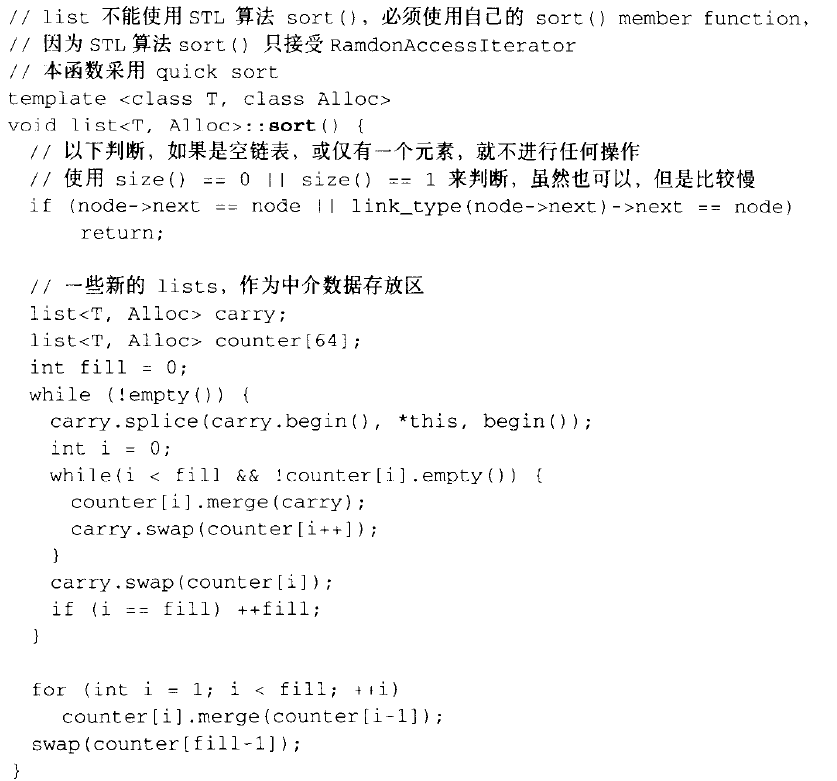 // list 不能使用 STL 算法 sort(), 必须使用自己的 sort() member function,
// 因为 STL 算法 sort() 只接受 RamdonAccessIterator
// 本函数采用 quick sort
template <class T, class Alloc>
void list<T, Alloc>::sort() {
// 以下判断, 如果是空链表, 或仅有一个元素, 就不进行任何操作
// 使用 size() == 0 || size() == 1 来判断, 虽然也可以, 但是比较慢
if (node->next == node || link_type(node->next)->next == node)
return;
// 一些新的 lists, 作为中介数据存放区
list<T, Alloc> carry;
list<T, Alloc> counter[64];
int fill = 0;
while (!empty()) {
carry.splice(carry.begin(), *this, begin());
int i = 0;
while(i < fill && !counter[i].empty()) {
counter[i].merge(carry);
carry.swap(counter[i++]);
}
carry.swap(counter[i]);
if (i == fill) ++fill;
}
for (int i = 1; i < fill; ++i)
counter[i].merge(counter[i-1]);
swap(counter[fill-1]);
}